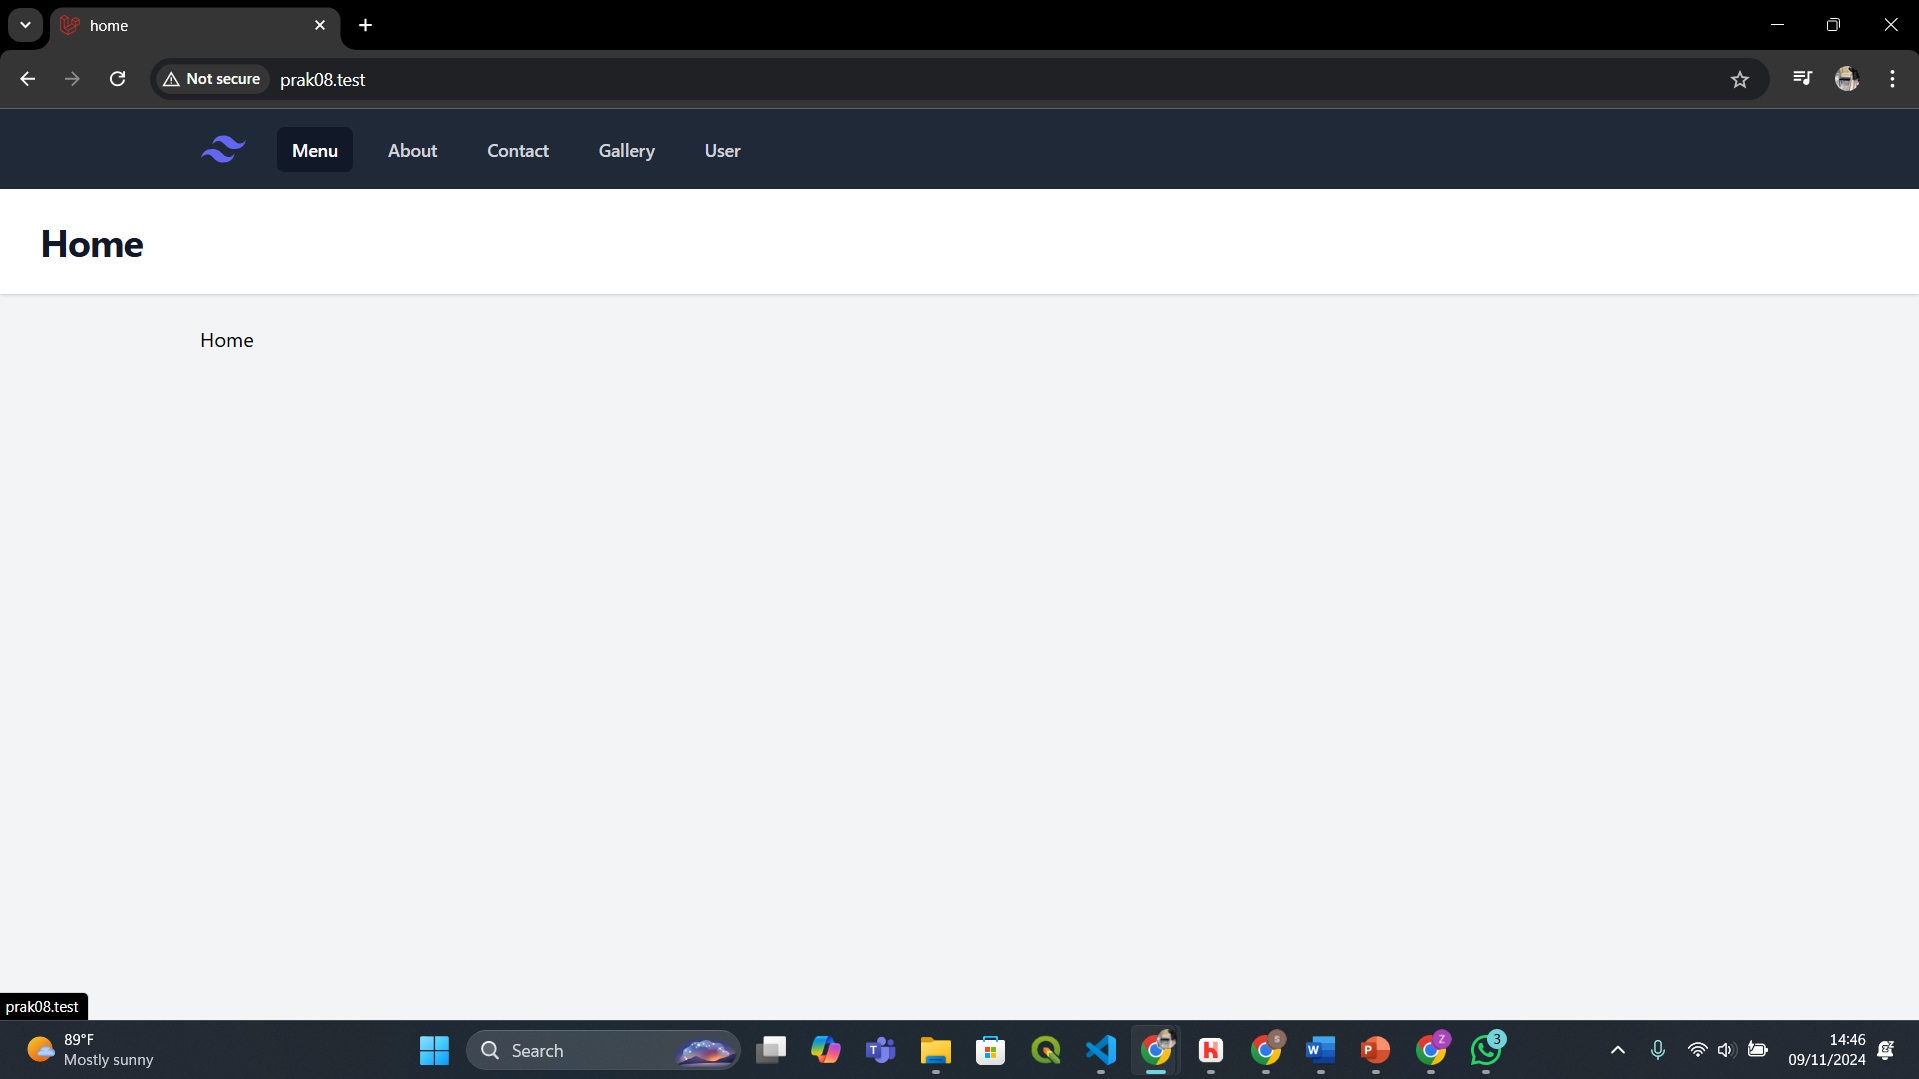 home
Not secure
prak08.test
Menu
About
Contact
Gallery
User
Home
Home
prak08.test
89°F
Mostly sunny
Search
T
H
s
W
P
Z
3
14:46
09/11/2024